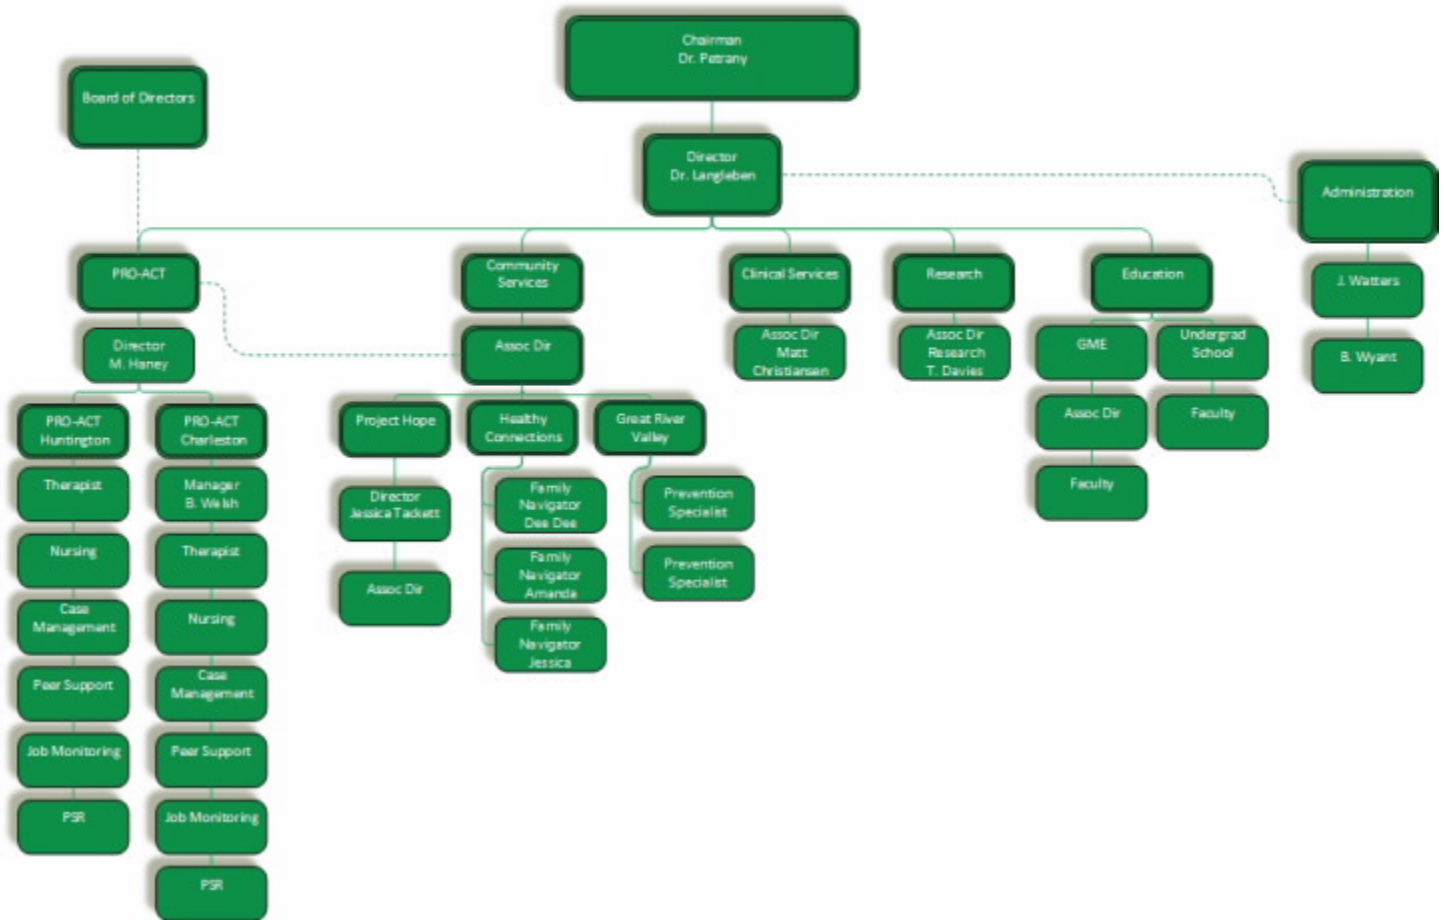 Chairman
Dr. Petrany
Board of Directors
Director
Dr. Langleben
Administration
PRO-ACT
Community
Services
Clinical Services
Research
Education
J. Watters
Director
M. Haney
Assoc Dir
Assoc Dir
Matt
Christiansen
Assoc Dir
Research
T. Davies
GME
Undergrad
School
B. Wyant
PRO-ACT
Huntington
PRO-ACT
Charleston
Project Hope
Healthy
Connections
Great River
Valley
Assoc Dir
Faculty
Therapist
Manager
B. Welsh
Director
Jessica Tackett
Family
Navigator
Dee Dee
Prevention
Specialist
Faculty
Nursing
Therapist
Assoc Dir
Family
Navigator
Amanda
Prevention
Specialist
Case
Management
Nursing
Family
Navigator
Jessica
Peer Support
Case
Management
Job Monitoring
Peer Support
PSR
Job Monitoring
PSR